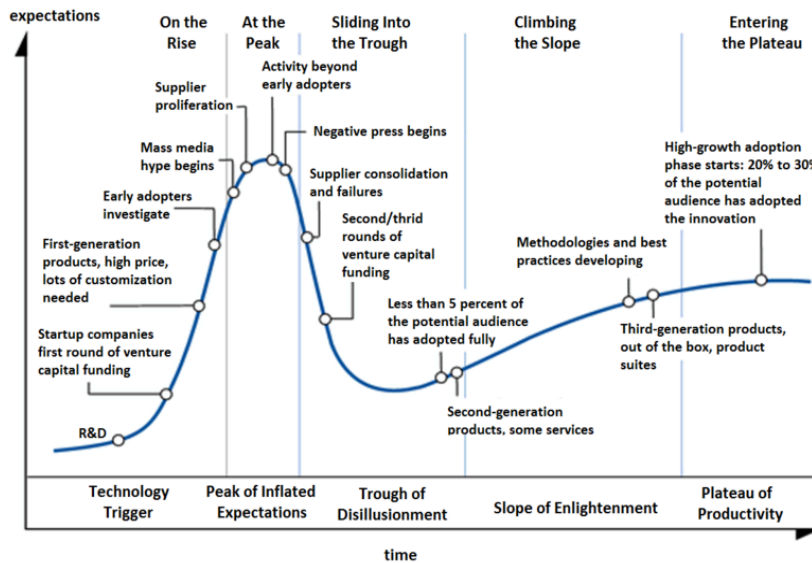 expectations
On the Rise
At the Peak
Sliding Into
the Trough
Climbing
the Slope
Entering
the Plateau
Activity beyond
early adopters
Supplier
proliferation
Negative press begins
Mass media
hype begins
Supplier consolidation
and failures
Early adopters
investigate
Second/thrid
rounds of
venture capital
funding
First-generation
products, high price,
lots of customization
needed
Less than 5 percent of
the potential audience
has adopted fully
Startup companies
first round of venture
capital funding
R&D
Second-generation
products, some services
Methodologies and best
practices developing
Third-generation products,
out of the box, product
suites
High-growth adoption
phase starts: 20% to 30%
of the potential
audience has adopted
the innovation
Technology
Trigger
Peak of Inflated
Expectations
Trough of
Disillusionment
Slope of Enlightenment
Plateau of
Productivity
time